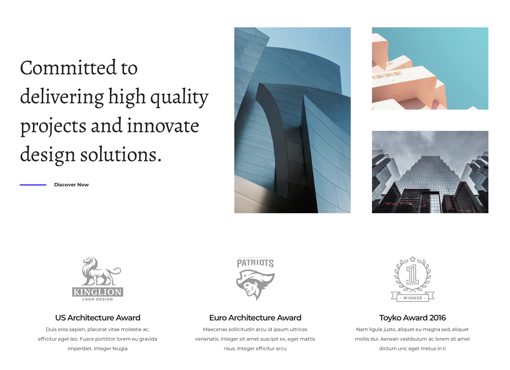 Committed to
delivering high quality
projects and innovate
design solutions.
Discover Now
KINGLION
LOGO DESIGN
PATRIOTS
1
WINNER
US Architecture Award
Euro Architecture Award
Toyko Award 2016
Duis eros sapien, placerat vitae molestie ac,
efficitur eget leo. Fusce porttitor lorem eu gravida
imperdiet. Integer feugia
Maecenas sollicitudin arcu id ipsum ultrices
venenatis. Integer sit amet suscipit ex, eget mattis
risus. Integer efficitur arcu
Nam ligula justo, aliquet eu magna sed, aliquet
mollis dui. Aenean vestibulum ac lorem sit amet
dictum unc eget metus in li